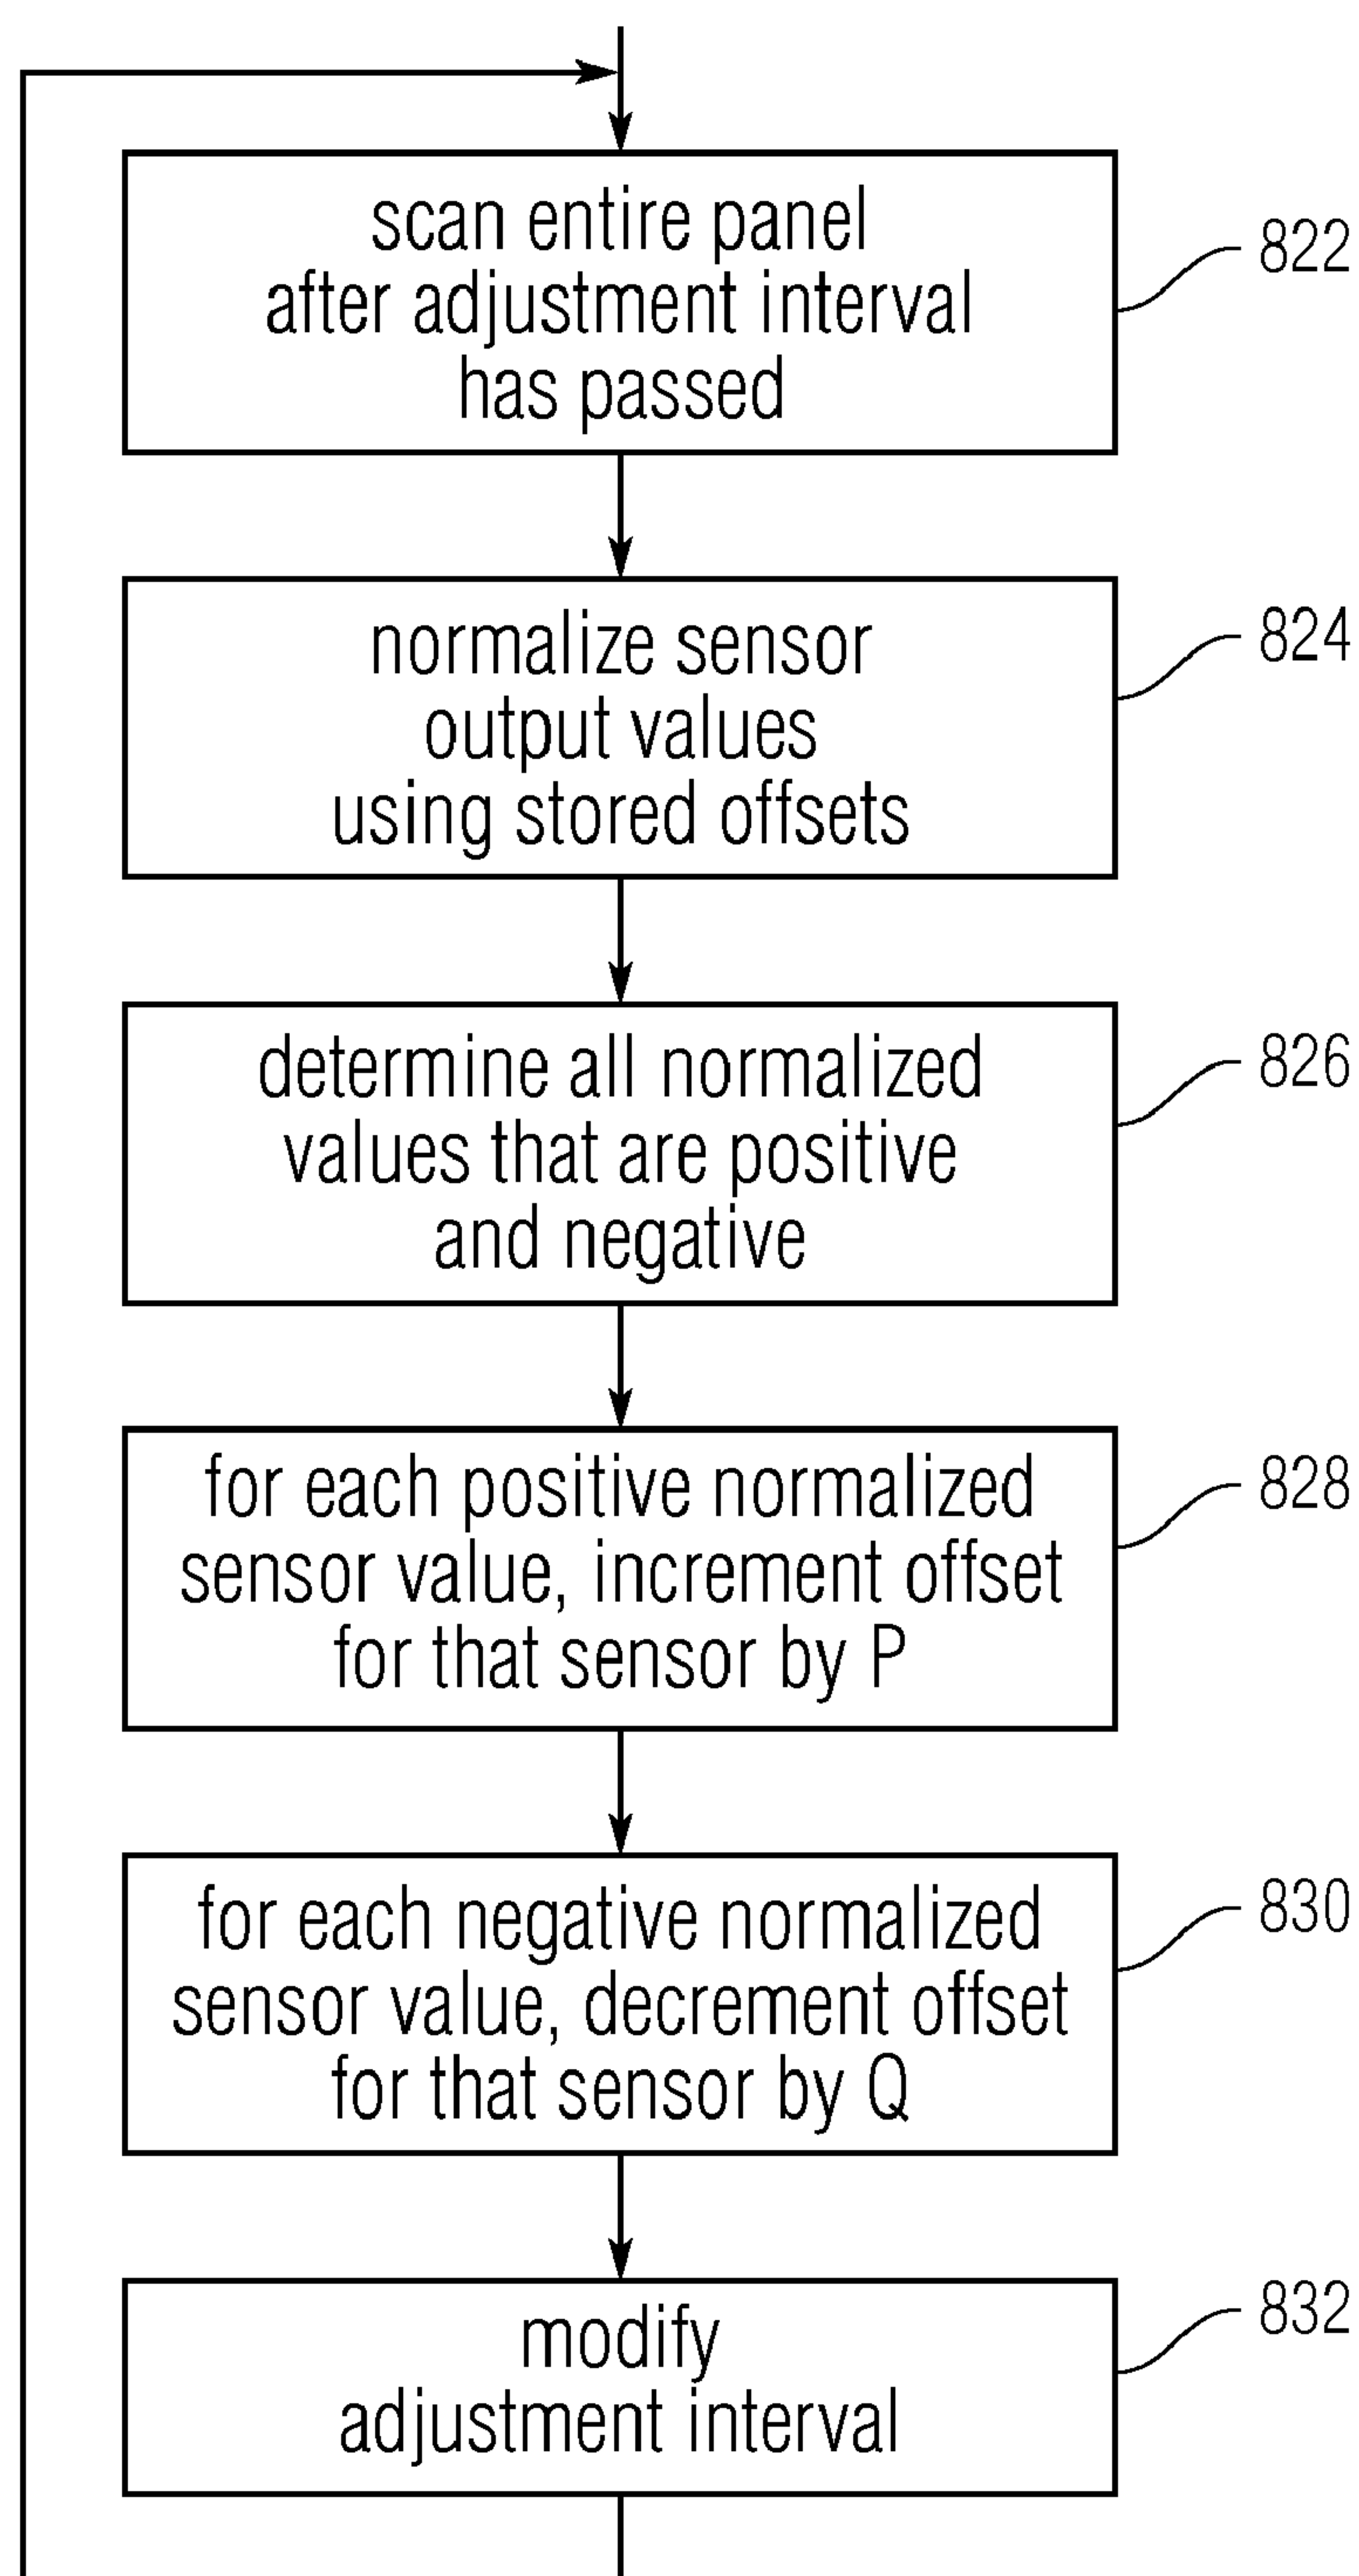 scan entire panel
after adjustment interval
has passed
822
normalize sensor
output values
using stored offsets
824
determine all normalized
values that are positive
and negative
826
for each positive normalized
sensor value, increment offset
for that sensor by P
828
for each negative normalized
sensor value, decrement offset
for that sensor by Q
830
modify
adjustment interval
832